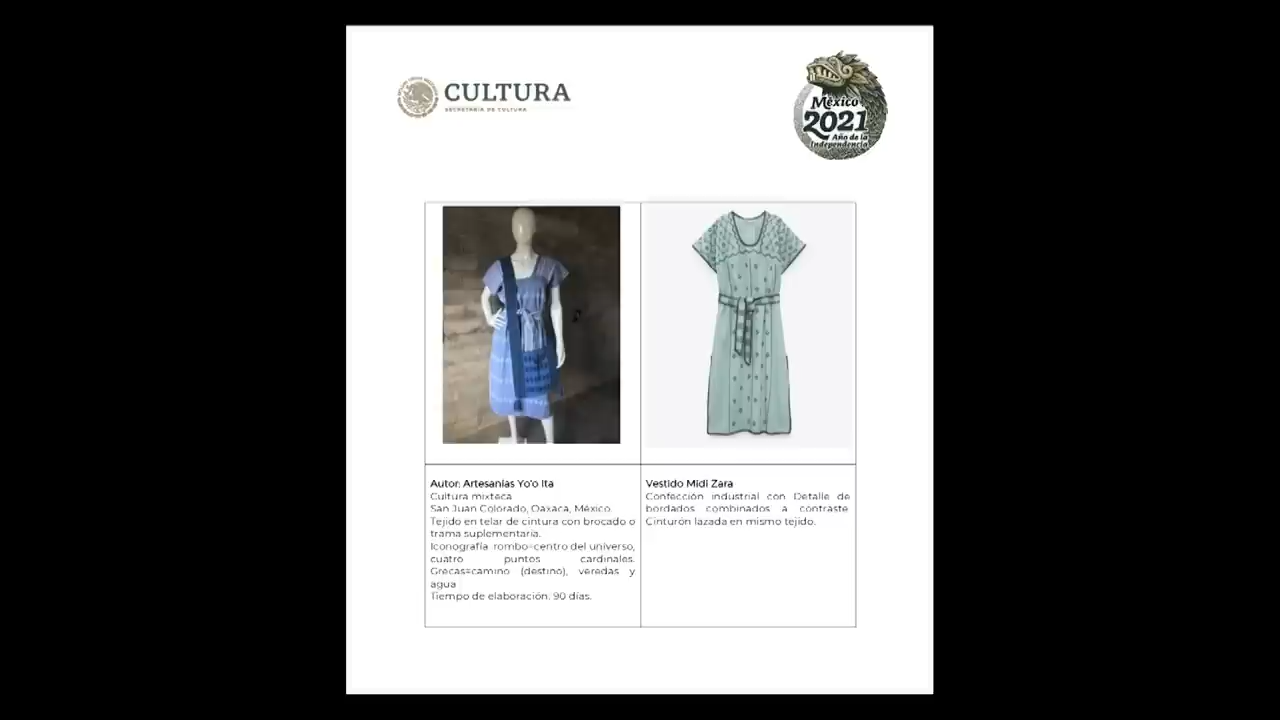 CULTURA
SECRETARÍA DE CULTURA
México
2021
Año de la
Independencia
Autor: Artesanías Yo'o Ita
Cultura mixteca
San Juan Colorado, Oaxaca, México.
Tejido en telar de cintura con brocado o
trama suplementaria.
Iconografía rombo=centro del universo,
cuatro puntos cardinales.
Grecas=camino (destino), veredas y
agua
Tiempo de elaboración: 90 días.
Vestido Midi Zara
Confección industrial con Detalle de
bordados combinados a contraste.
Cinturón lazada en mismo tejido.